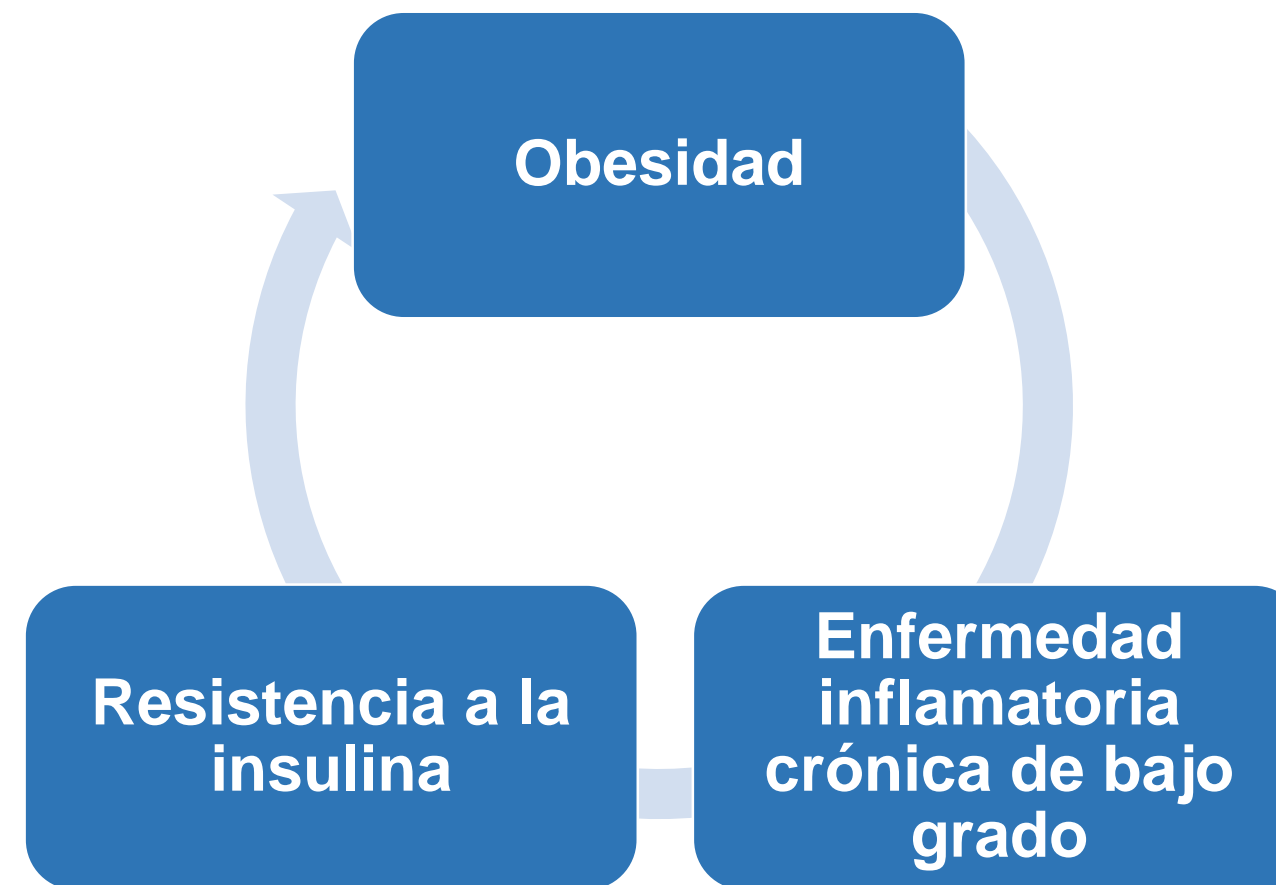 Obesidad
Resistencia a la
insulina
Enfermedad
inflamatoria
crónica de bajo
grado